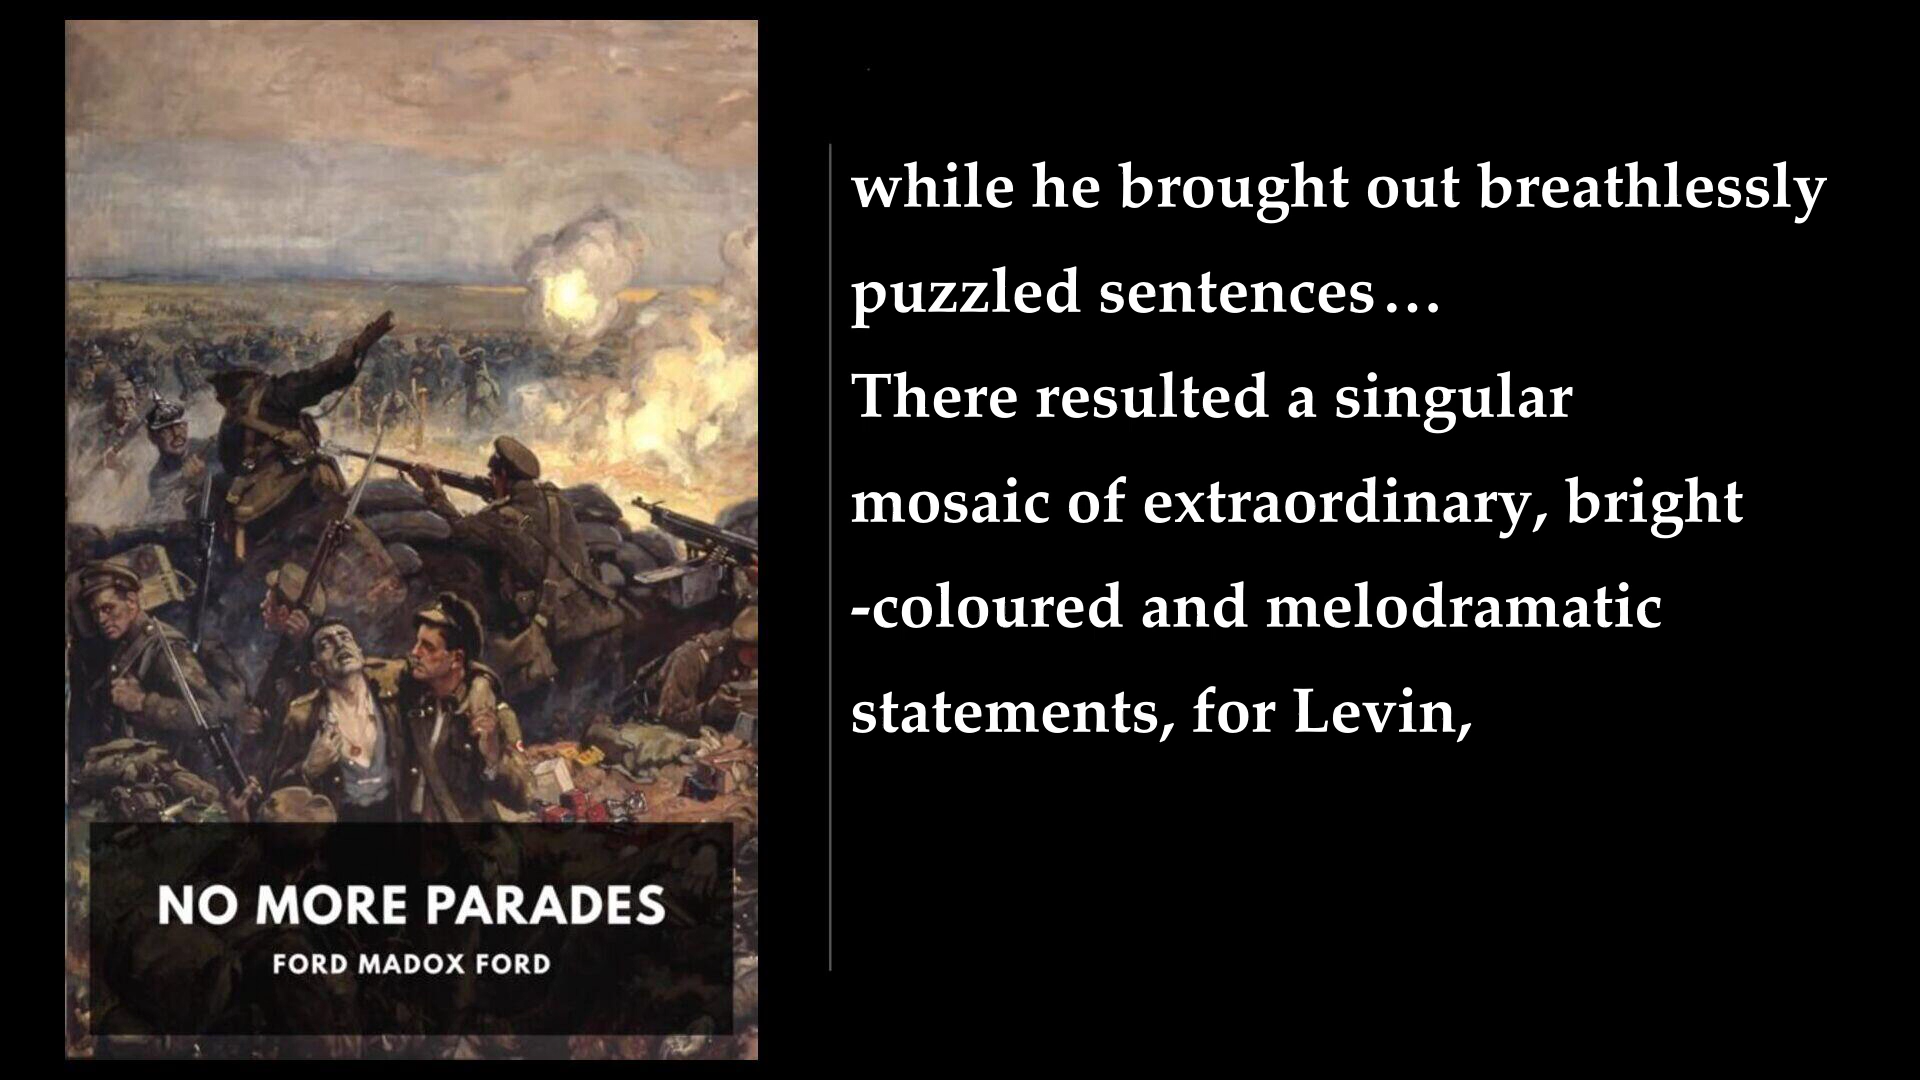 while he brought out breathlessly
puzzled sentences…
There resulted a singular
mosaic of extraordinary, bright
-coloured and melodramatic
statements, for Levin,
NO MORE PARADES
FORD MADOX FORD